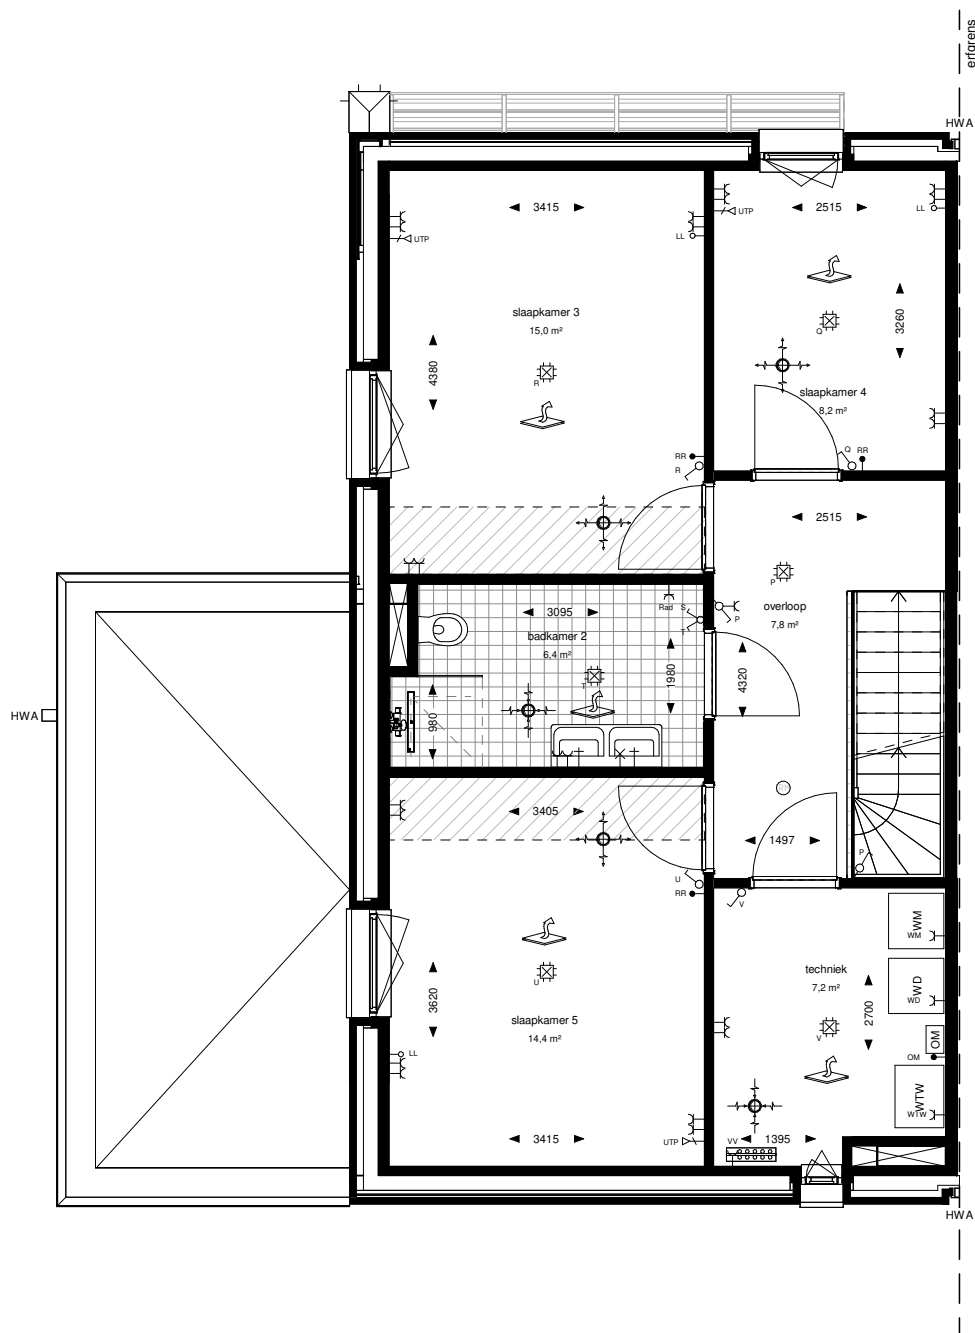 erfgrens
HWA
3415
2515
UTP
LL
UTP
LL
slaapkamer 3
15,0 m²
3260
Q
4380
R
slaapkamer 4
8,2 m²
RR
R
Q
RR
2515
P
Rad
S
T
P
3095
badkamer 2
6,4 m²
overloop
7,8 m²
1980
4320
T
980
HWA
3405
1497
P
U
RR
V
WM
WM
techniek
7,2 m²
WD
WD
U
3620
2700
slaapkamer 5
14,4 m²
V
OM
OM
LL
WTW
WTW
3415
UTP
VV
1395
HWA